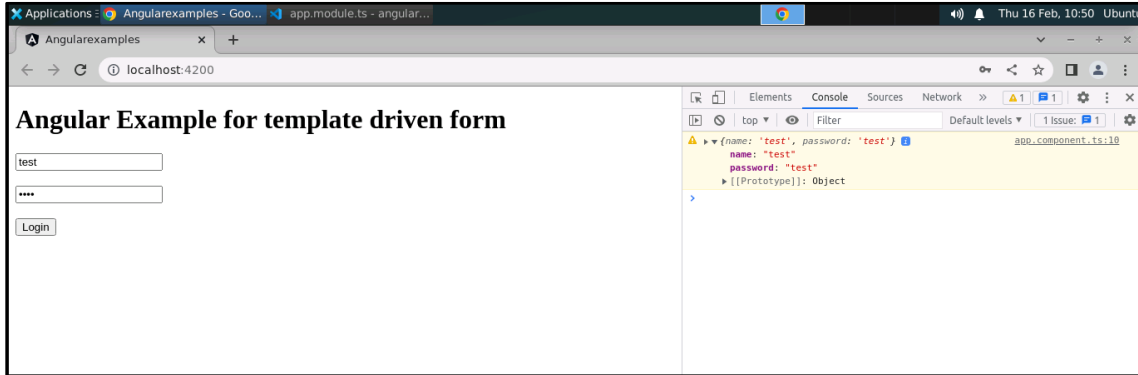 Applications Angularexamples - Goo... app.module.ts - angular... Thu 16 Feb, 10:50 Ubuntu
Angularexamples
localhost:4200
Elements Console Sources Network » 1 1
top Filter Default levels 1 Issue: 1
Angular Example for template driven form
test
••••
Login
{name: 'test', password: 'test'} app.component.ts:10
name: "test"
password: "test"
[[Prototype]]: Object